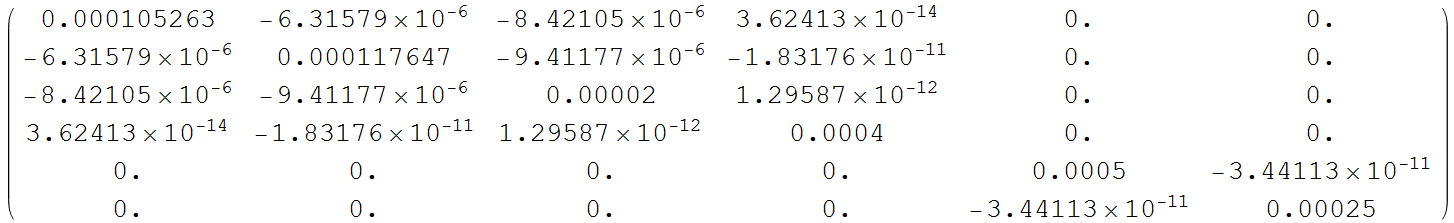 0.000105263 -6.31579×10⁻⁶ -8.42105×10⁻⁶ 3.62413×10⁻¹⁴ 0. 0.
-6.31579×10⁻⁶ 0.000117647 -9.41177×10⁻⁶ -1.83176×10⁻¹¹ 0. 0.
-8.42105×10⁻⁶ -9.41177×10⁻⁶ 0.00002 1.29587×10⁻¹² 0. 0.
3.62413×10⁻¹⁴ -1.83176×10⁻¹¹ 1.29587×10⁻¹² 0.0004 0. 0.
0. 0. 0. 0. 0.0005 -3.44113×10⁻¹¹
0. 0. 0. 0. -3.44113×10⁻¹¹ 0.00025